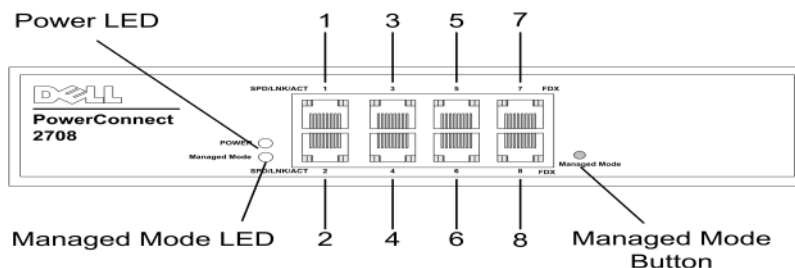 Power LED
1 3 5 7
SPD/LNK/ACT 1 3 5 7 FDX
DELL
PowerConnect
2708
POWER
Managed Mode
SPD/LNK/ACT 2 4 6 8 FDX
Managed Mode
Managed Mode LED
2 4 6 8
Managed Mode
Button